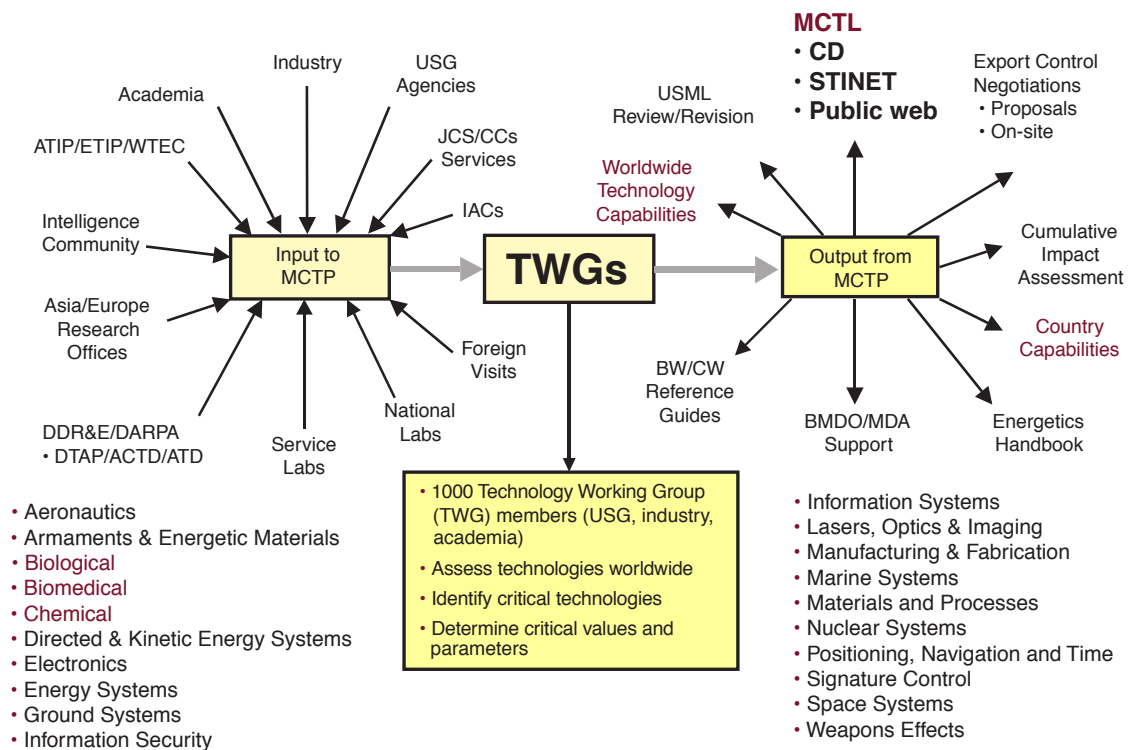 Industry
USG
Agencies
Academia
ATIP/ETIP/WTEC
JCS/CCs
Services
Intelligence
Community
IACs
Input to
MCTP
Asia/Europe
Research
Offices
Foreign
Visits
DDR&E/DARPA
• DTAP/ACTD/ATD
Service
Labs
National
Labs
TWGs
MCTL
• CD
• STINET
• Public web
USML
Review/Revision
Export Control
Negotiations
• Proposals
• On-site
Worldwide
Technology
Capabilities
Output from
MCTP
Cumulative
Impact
Assessment
Country
Capabilities
BW/CW
Reference
Guides
BMDO/MDA
Support
Energetics
Handbook
• 1000 Technology Working Group
(TWG) members (USG, industry,
academia)
• Assess technologies worldwide
• Identify critical technologies
• Determine critical values and
parameters
• Aeronautics
• Armaments & Energetic Materials
• Biological
• Biomedical
• Chemical
• Directed & Kinetic Energy Systems
• Electronics
• Energy Systems
• Ground Systems
• Information Security
• Information Systems
• Lasers, Optics & Imaging
• Manufacturing & Fabrication
• Marine Systems
• Materials and Processes
• Nuclear Systems
• Positioning, Navigation and Time
• Signature Control
• Space Systems
• Weapons Effects